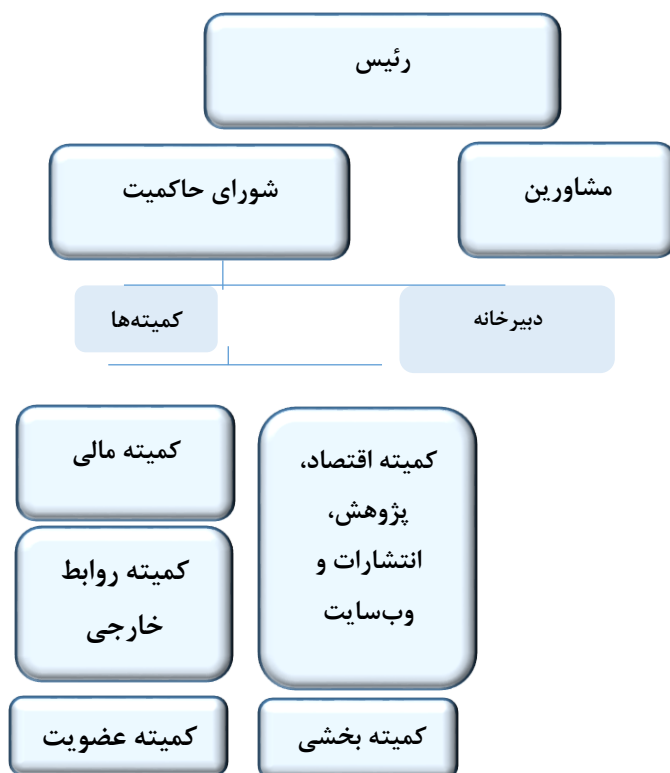 رئیس
مشاورین
شورای حاکمیت
دبیرخانه
کمیته‌ها
کمیته اقتصاد،
پژوهش،
انتشارات و
وب‌سایت
کمیته مالی
کمیته روابط
خارجی
کمیته بخشی
کمیته عضویت